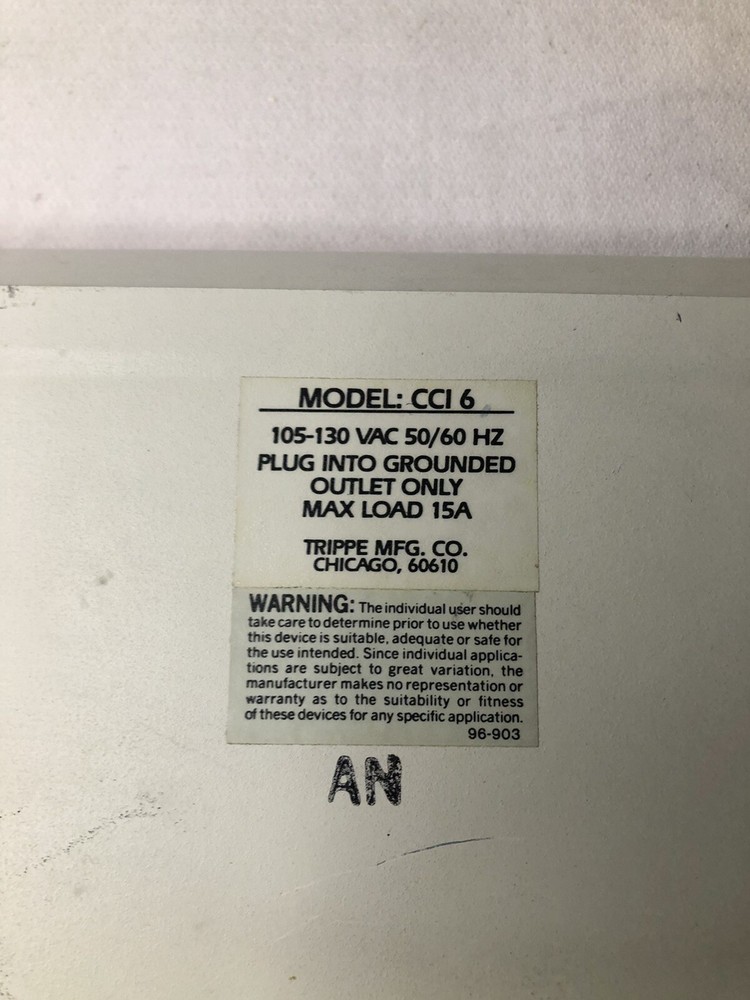 MODEL: CCI 6
105-130 VAC 50/60 HZ
PLUG INTO GROUNDED
OUTLET ONLY
MAX LOAD 15A
TRIPPE MFG. CO.
CHICAGO, 60610
WARNING: The individual user should
take care to determine prior to use whether
this device is suitable, adequate or safe for
the use intended. Since individual applica-
tions are subject to great variation, the
manufacturer makes no representation or
warranty as to the suitability or fitness
of these devices for any specific application.
96-903
AN